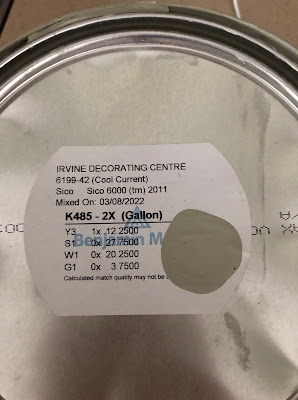 IRVINE DECORATING CENTRE
6199-42 (Cool Current)
Sico Sico 6000 (tm) 2011
Mixed On: 03/08/2022
K485 - 2X (Gallon)
Y3 1x 12.2500
S1 0x 27.7500
W1 0x 20.2500
G1 0x 3.7500
Benjamin M
Calculated match quality may not be